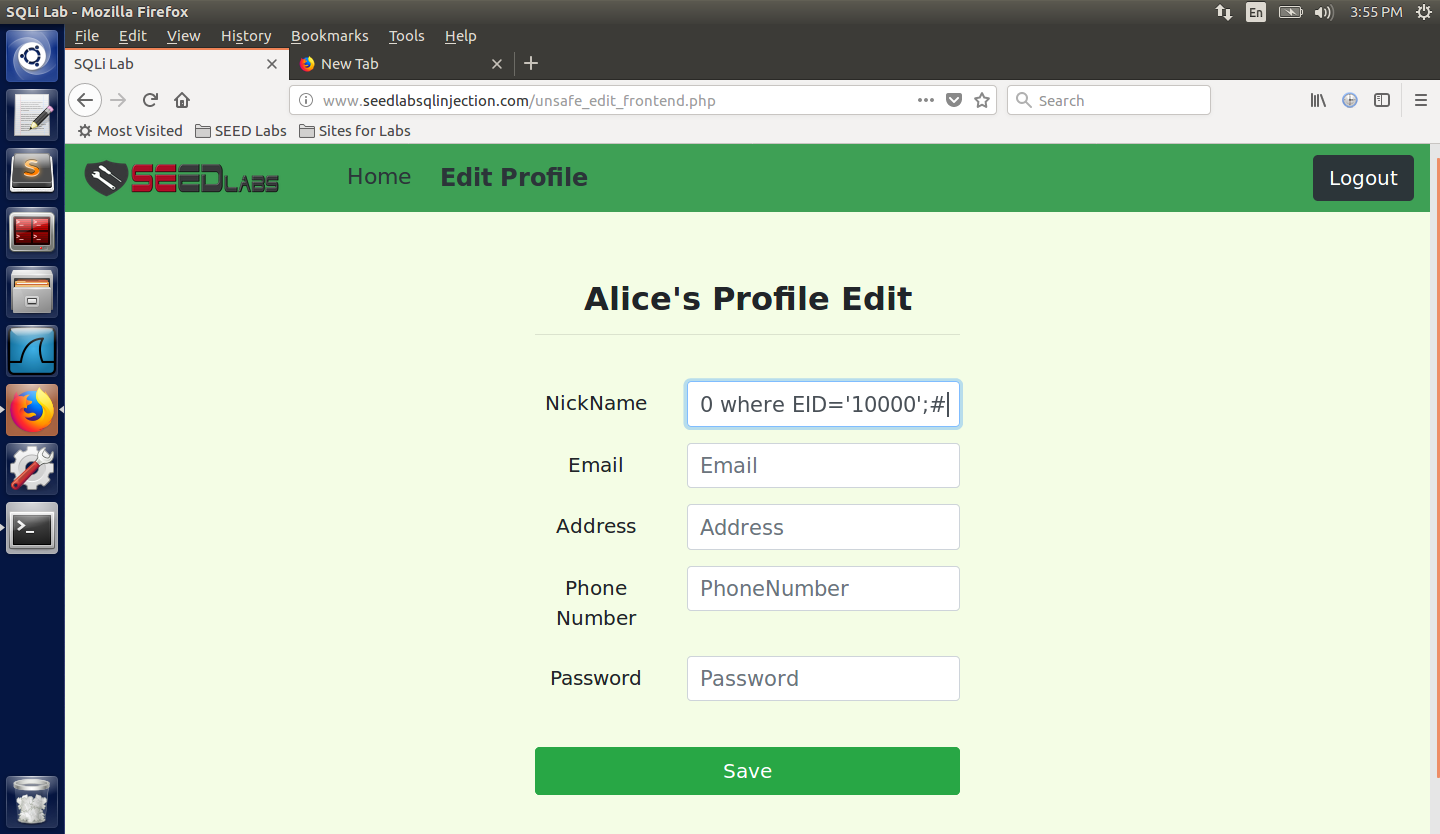 SQLi Lab - Mozilla Firefox
En
3:55 PM
File Edit View History Bookmarks Tools Help
SQLi Lab
New Tab
www.seedlabsqlinjection.com/unsafe_edit_frontend.php
Search
Most Visited
SEED Labs
Sites for Labs
SEEDLABS
Home
Edit Profile
Logout
Alice's Profile Edit
NickName
0 where EID='10000';#
Email
Email
Address
Address
Phone
Number
PhoneNumber
Password
Password
Save